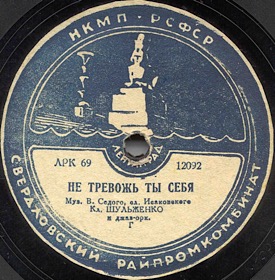 НКМП - РСФСР
ЛЕНИНГРАД
АРК 69 12092
НЕ ТРЕВОЖЬ ТЫ СЕБЯ
Муз. В. Седого, сл. Исаковского
Кл. ШУЛЬЖЕНКО
и джаз-орк.
Г
СВЕРДЛОВСКИЙ РАЙПРОМКОМБИНАТ